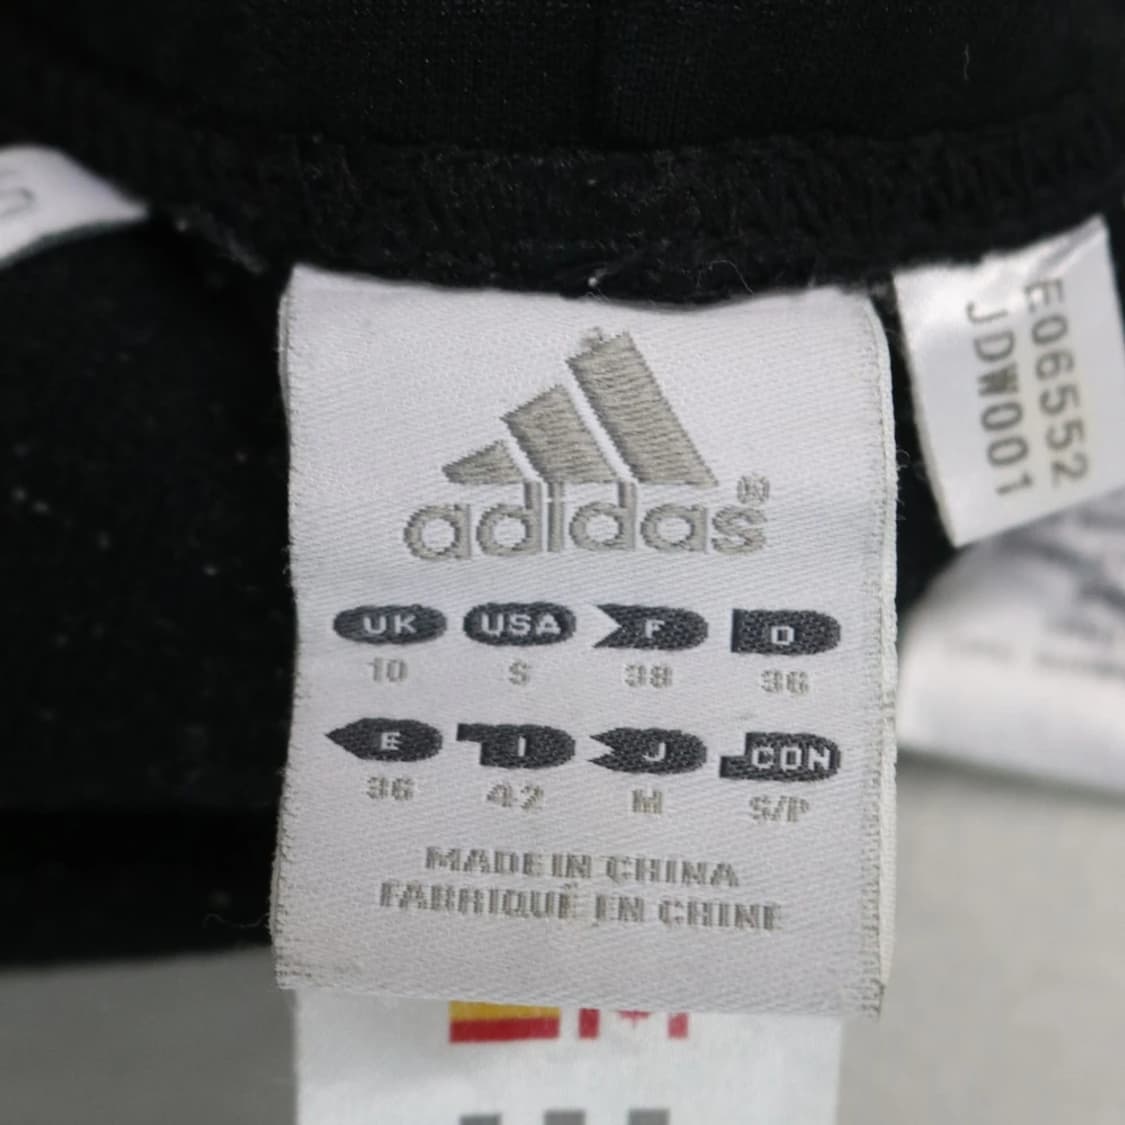 adidas®
UK USA F D
10 S 38 36
E I J CON
36 42 M S/P
MADE IN CHINA
FABRIQUÉ EN CHINE
E06552
JDW001